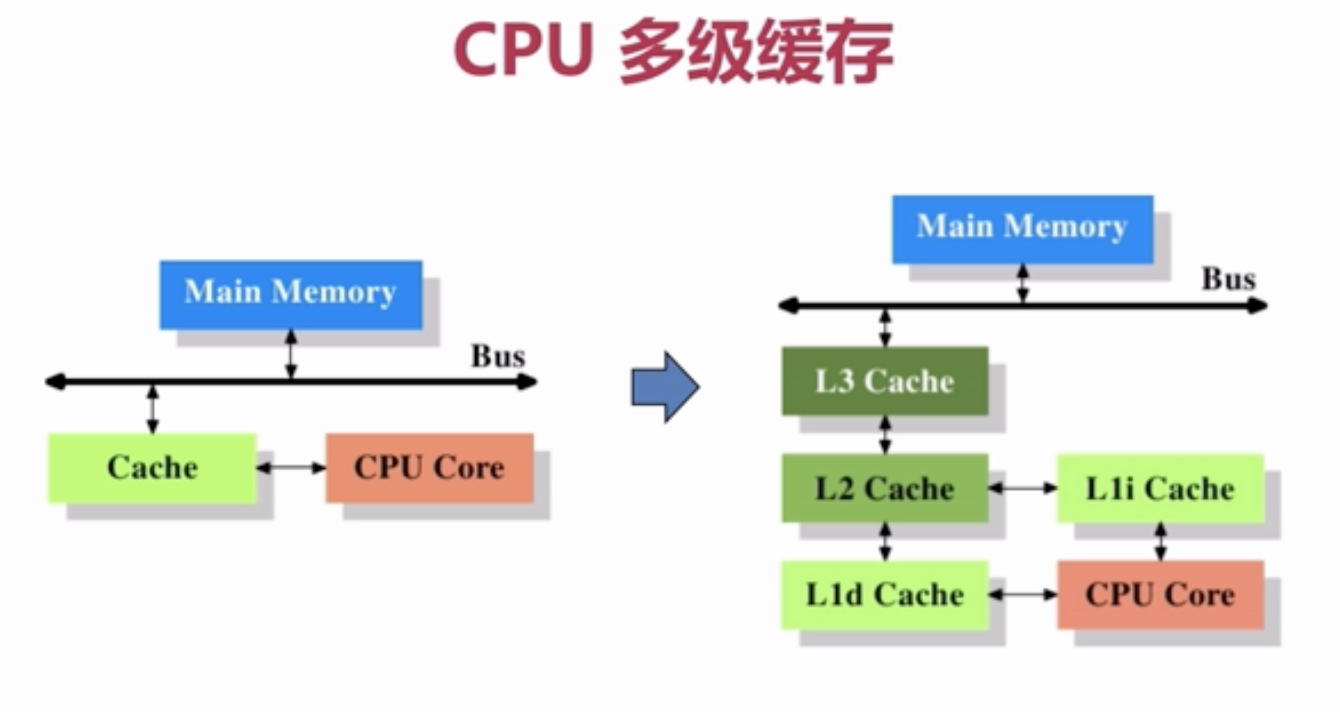 CPU 多级缓存
Main Memory
Bus
Cache
CPU Core
Main Memory
Bus
L3 Cache
L2 Cache
L1i Cache
L1d Cache
CPU Core